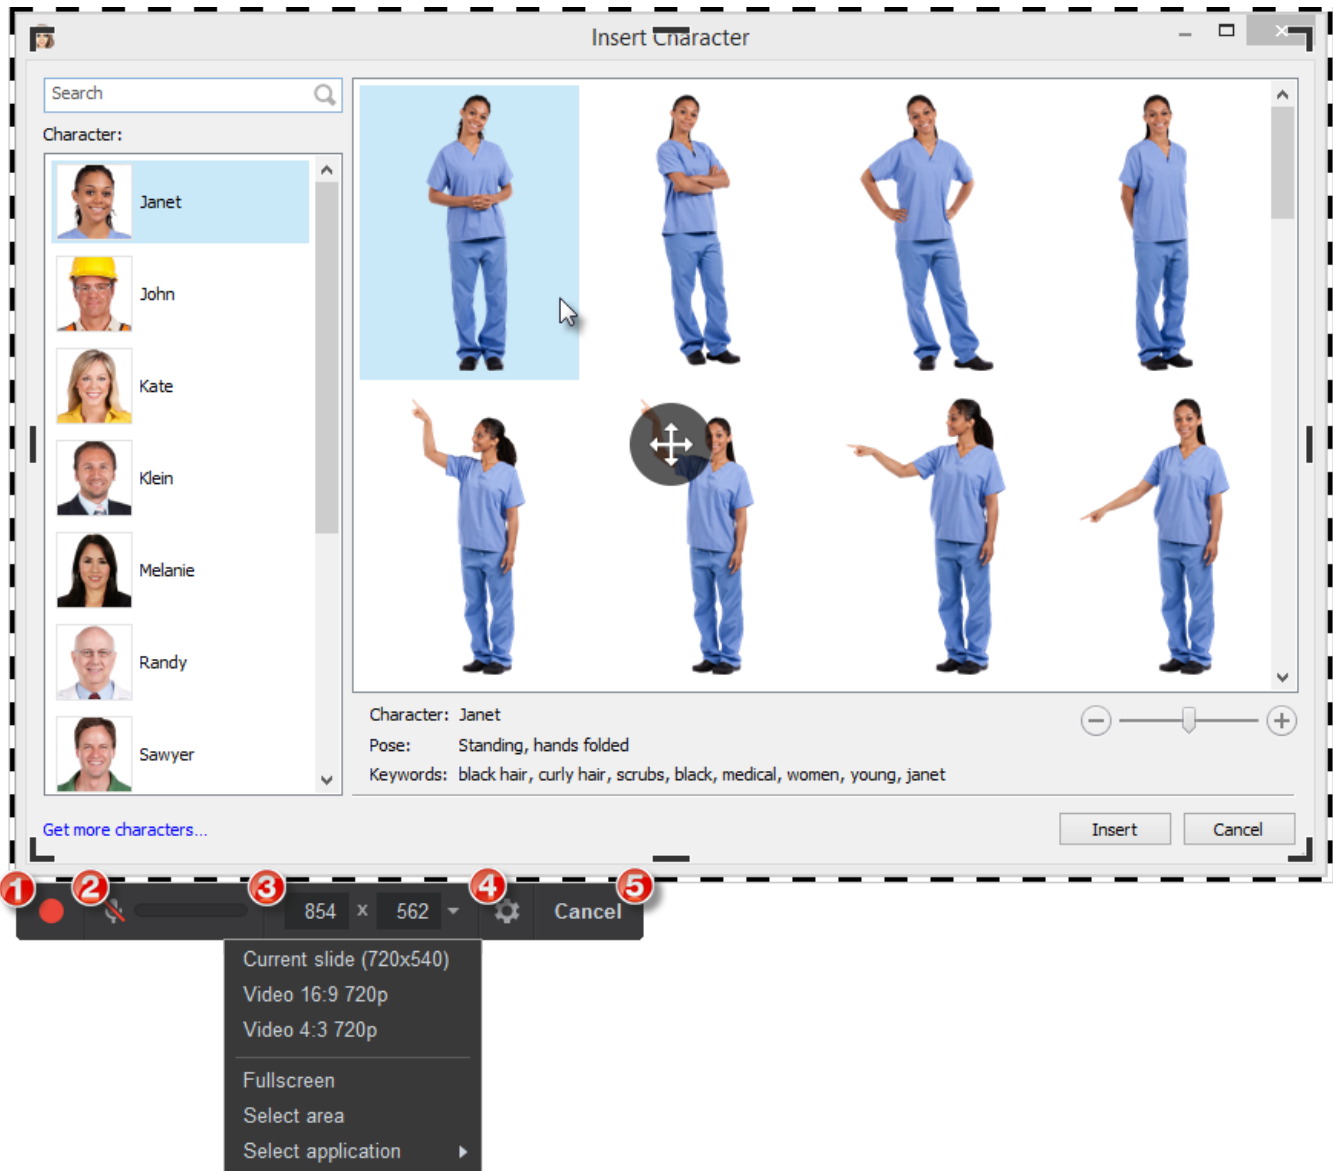 Insert Character
Search
Character:
Janet
John
Kate
Klein
Melanie
Randy
Sawyer
Character: Janet
Pose: Standing, hands folded
Keywords: black hair, curly hair, scrubs, black, medical, women, young, janet
Get more characters...
Insert
Cancel
1 2 3 4 5
854 x 562 Cancel
Current slide (720x540)
Video 16:9 720p
Video 4:3 720p
Fullscreen
Select area
Select application